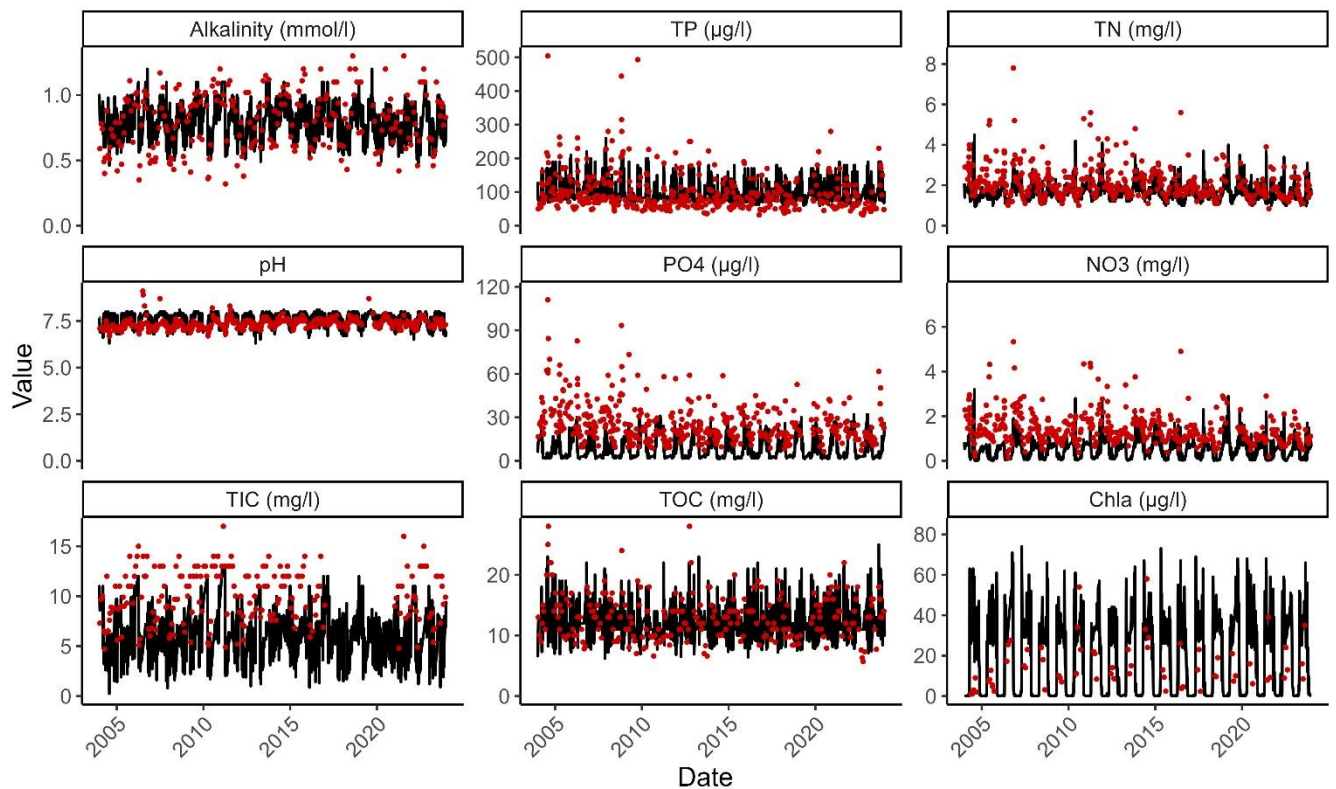 Alkalinity (mmol/l)
1.0
0.5
0.0
TP (µg/l)
500
400
300
200
100
0
TN (mg/l)
8
6
4
2
0
pH
7.5
5.0
2.5
0.0
PO4 (µg/l)
120
90
60
30
0
NO3 (mg/l)
6
4
2
0
TIC (mg/l)
15
10
5
0
TOC (mg/l)
20
10
0
Chla (µg/l)
80
60
40
20
0
2005 2010 2015 2020
2005 2010 2015 2020
2005 2010 2015 2020
Value
Date